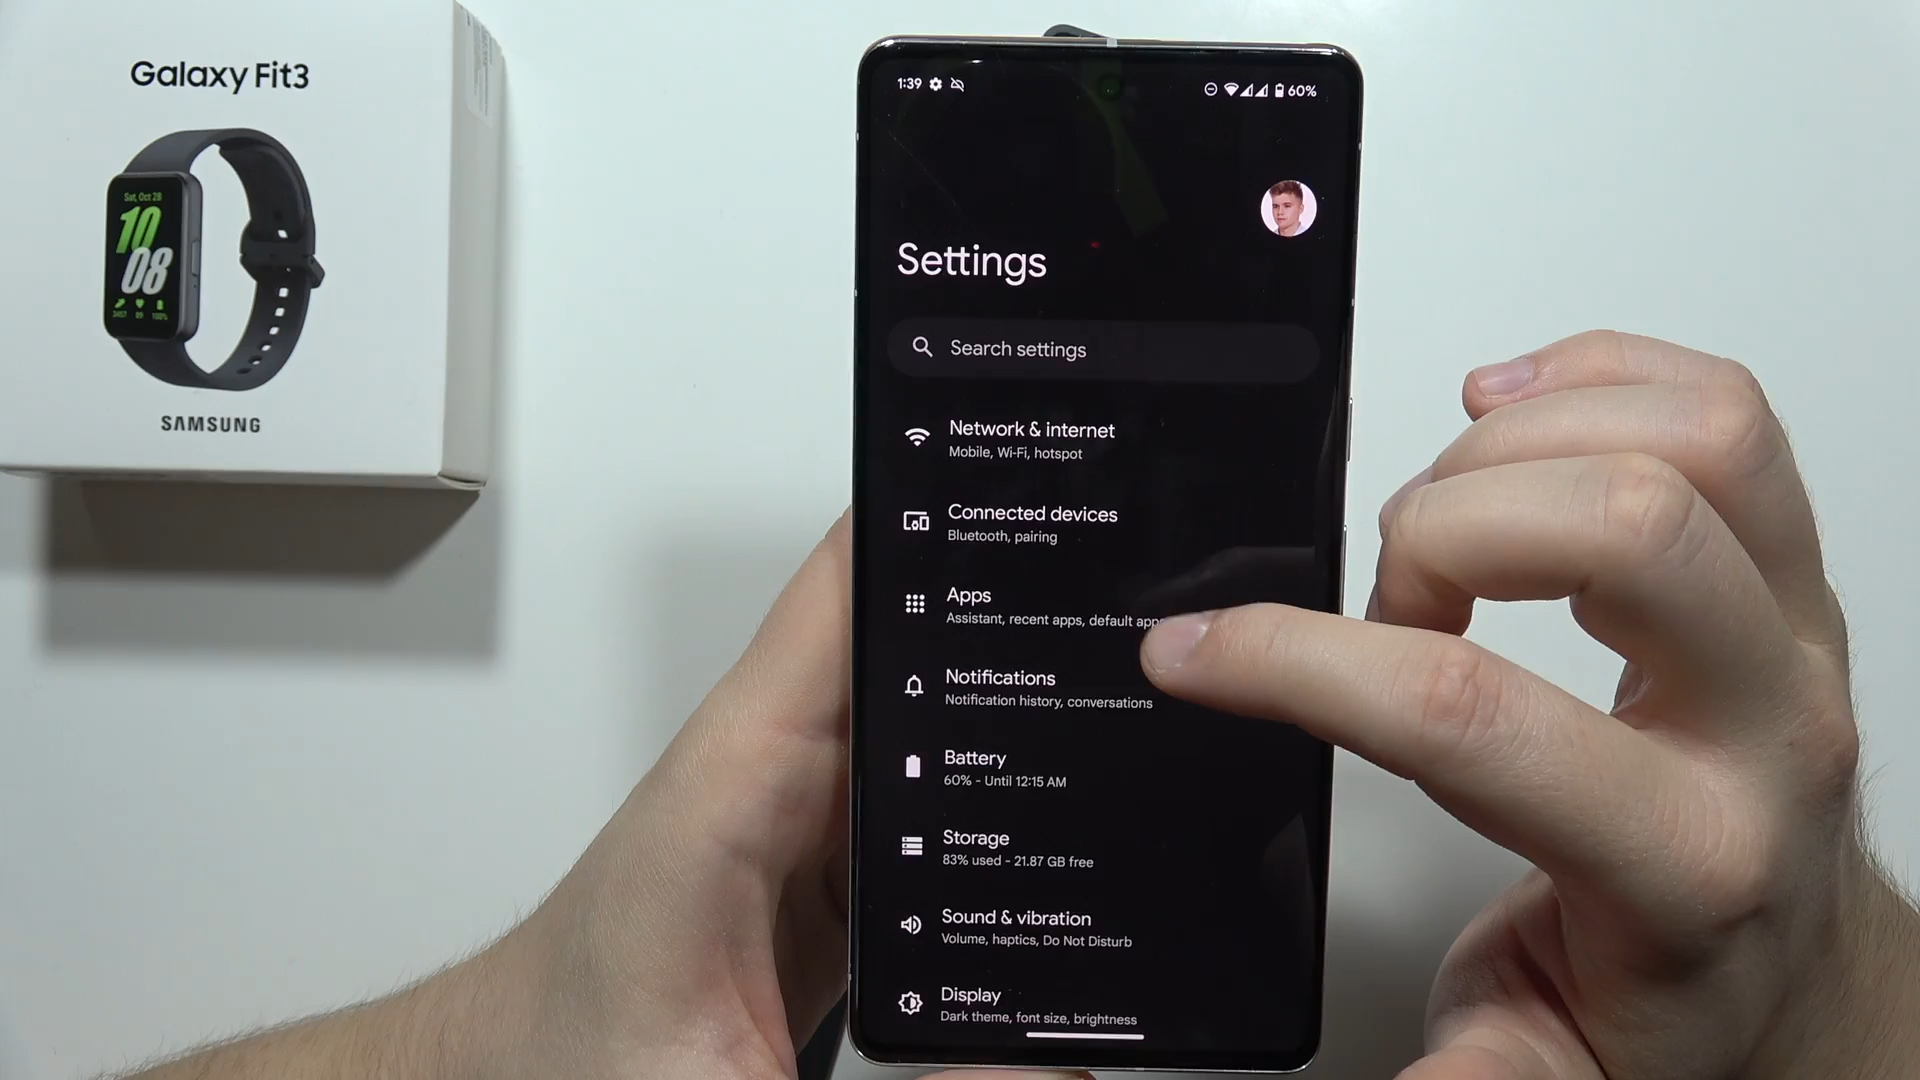 Galaxy Fit3
Sat, Oct 28
10
08
100%
SAMSUNG
1:39
60%
Settings
Search settings
Network & internet
Mobile, Wi-Fi, hotspot
Connected devices
Bluetooth, pairing
Apps
Assistant, recent apps, default apps
Notifications
Notification history, conversations
Battery
60% - Until 12:15 AM
Storage
83% used - 21.87 GB free
Sound & vibration
Volume, haptics, Do Not Disturb
Display
Dark theme, font size, brightness